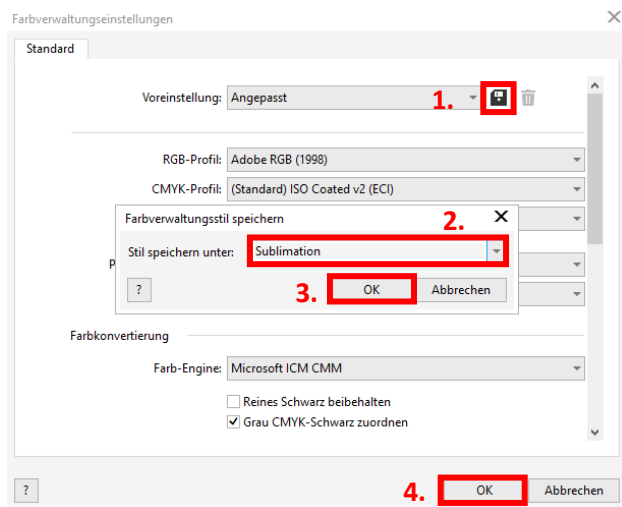 Farbverwaltungseinstellungen
Standard
Voreinstellung: Angepasst 1.
RGB-Profil: Adobe RGB (1998)
CMYK-Profil: (Standard) ISO Coated v2 (ECI)
Farbverwaltungsstil speichern 2.
Stil speichern unter: Sublimation
P
? 3. OK Abbrechen
Farbkonvertierung
Farb-Engine: Microsoft ICM CMM
Reines Schwarz beibehalten
Grau CMYK-Schwarz zuordnen
? 4. OK Abbrechen